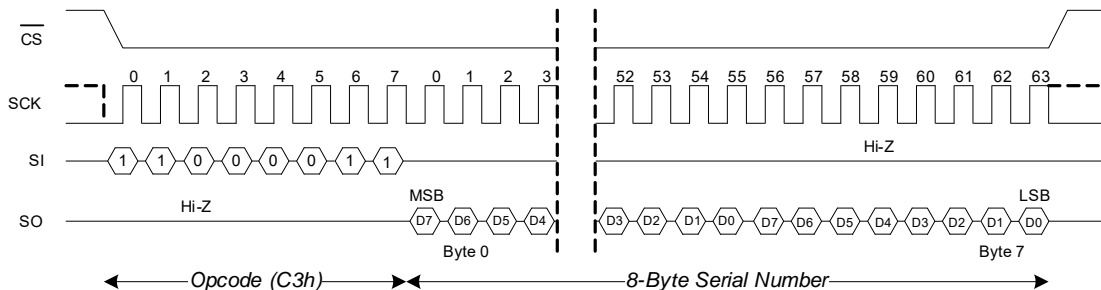 CS
SCK
0 1 2 3 4 5 6 7 0 1 2 3 52 53 54 55 56 57 58 59 60 61 62 63
SI
1 1 0 0 0 0 1 1
Hi-Z
SO
Hi-Z
MSB
LSB
D7 D6 D5 D4 D3 D2 D1 D0 D7 D6 D5 D4 D3 D2 D1 D0
Byte 0
Byte 7
Opcode (C3h)
8-Byte Serial Number